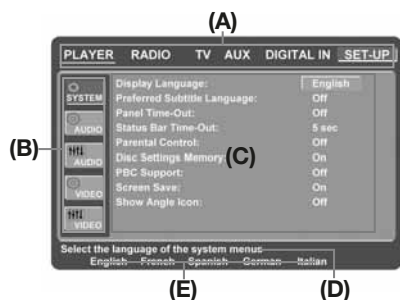 (A)
PLAYER RADIO TV AUX DIGITAL IN SET-UP
SYSTEM
AUDIO
AUDIO
VIDEO
VIDEO
(B)
Display Language: English
Preferred Subtitle Language: Off
Panel Time-Out: Off
Status Bar Time-Out: 5 sec
Parental Control: Off
Disc Settings Memory: On
PBC Support: Off
Screen Save: On
Show Angle Icon: Off
(C)
Select the language of the system menus
English French Spanish German Italian
(E)
(D)